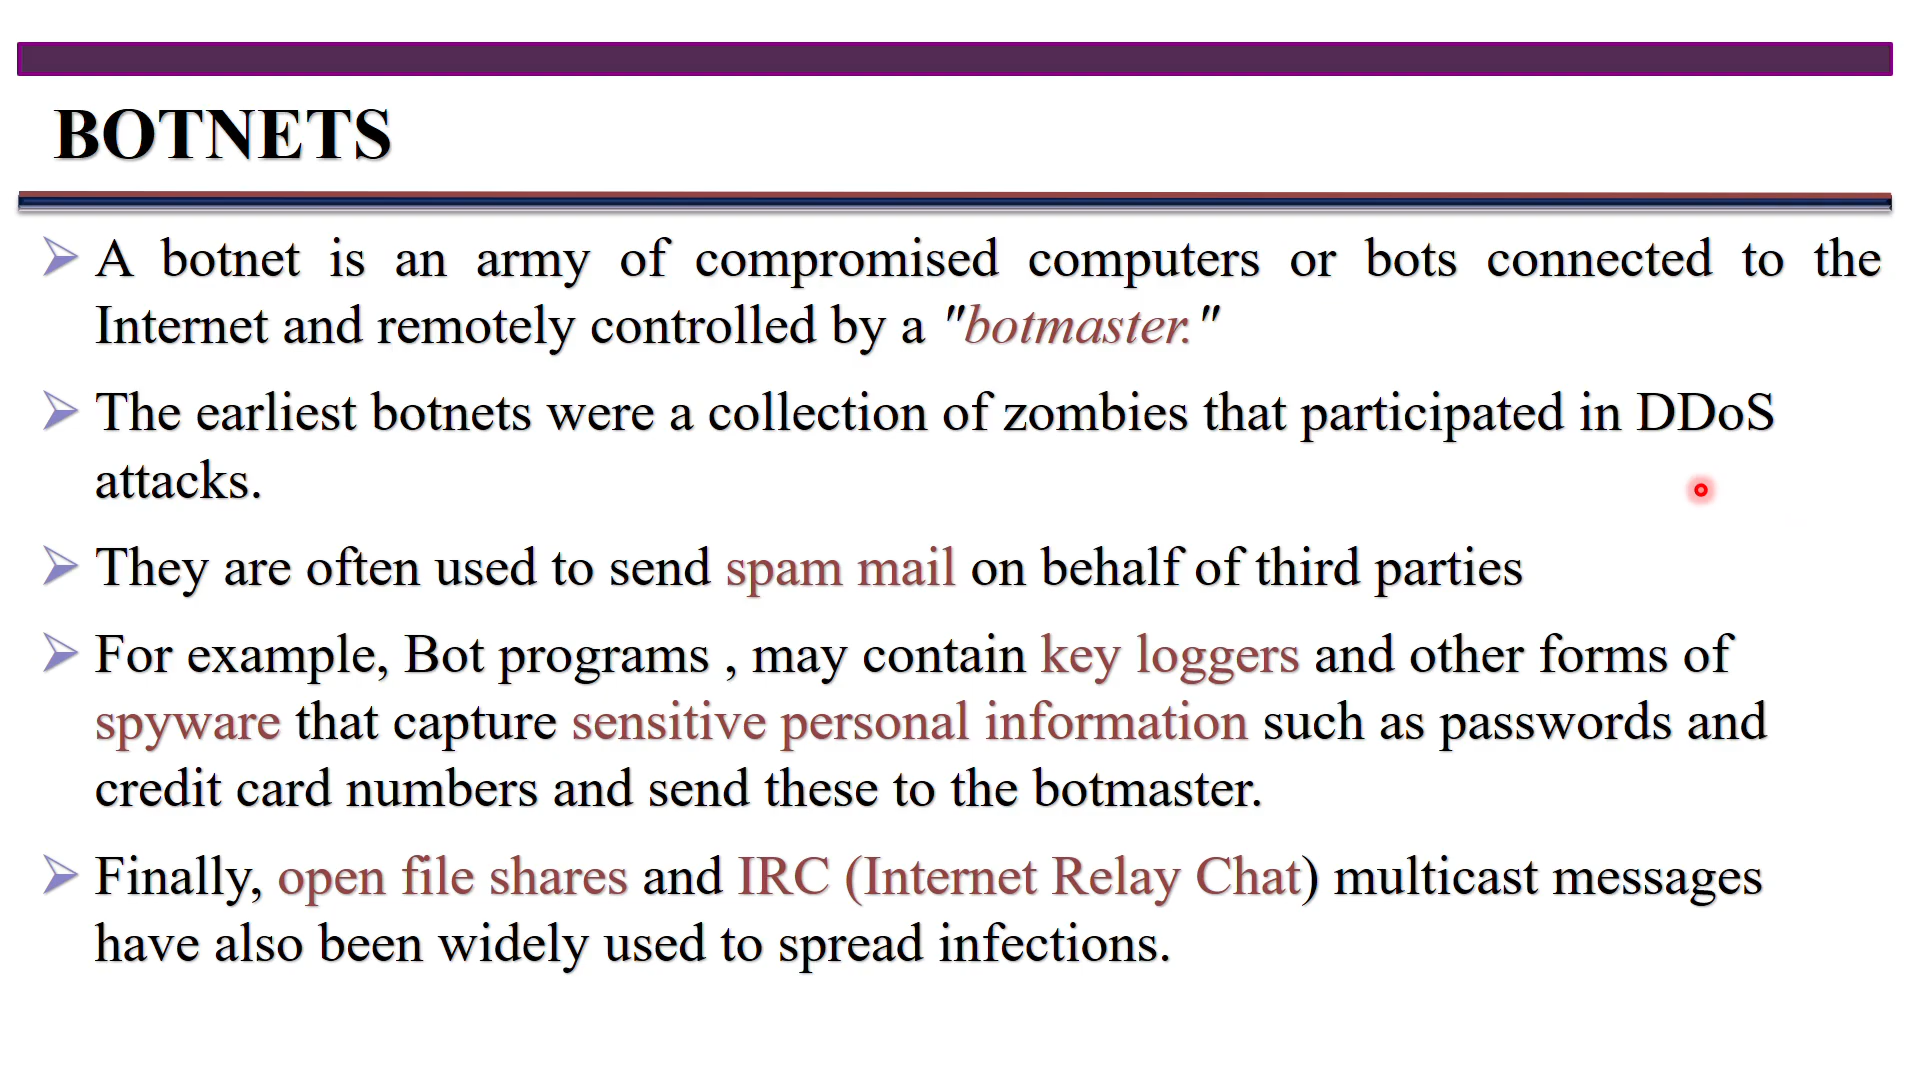 BOTNETS
A botnet is an army of compromised computers or bots connected to the
Internet and remotely controlled by a "botmaster."
The earliest botnets were a collection of zombies that participated in DDoS
attacks.
They are often used to send spam mail on behalf of third parties
For example, Bot programs , may contain key loggers and other forms of
spyware that capture sensitive personal information such as passwords and
credit card numbers and send these to the botmaster.
Finally, open file shares and IRC (Internet Relay Chat) multicast messages
have also been widely used to spread infections.